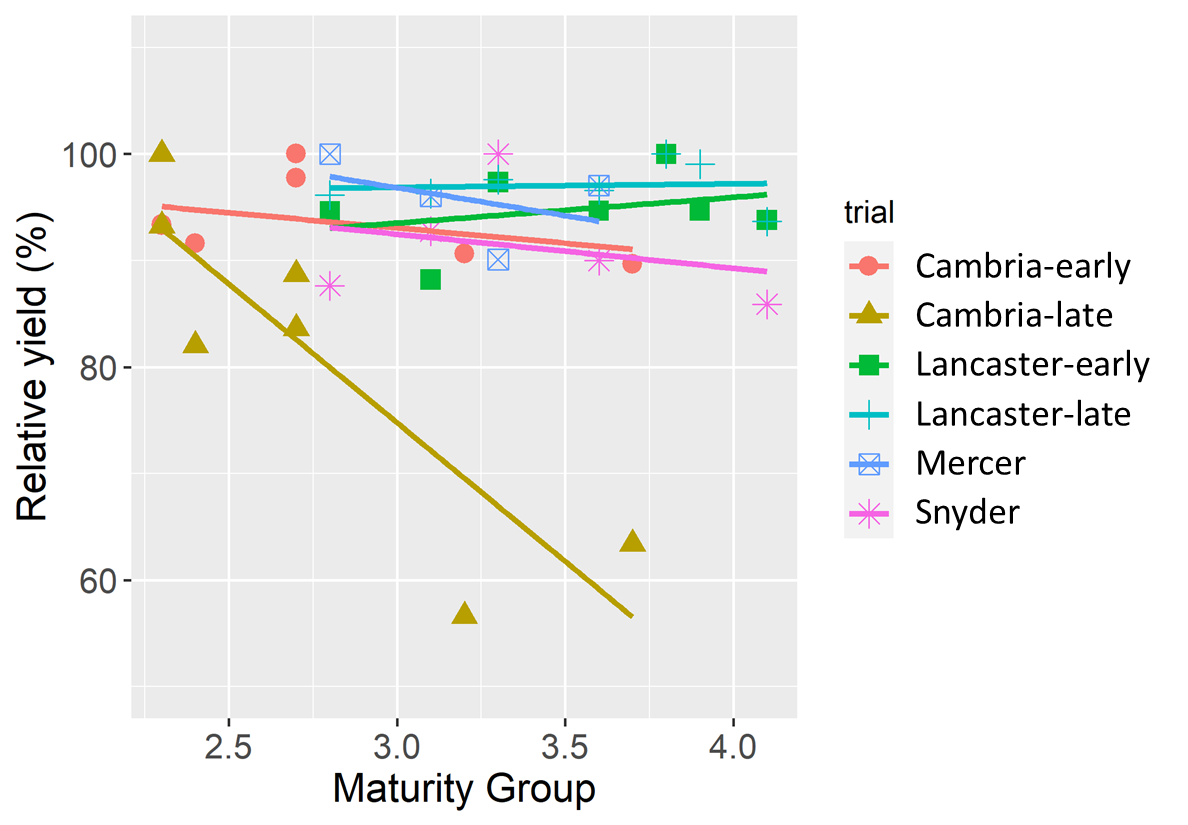 Relative yield (%)
100
80
60
2.5 3.0 3.5 4.0
Maturity Group
trial
Cambria-early
Cambria-late
Lancaster-early
Lancaster-late
Mercer
Snyder